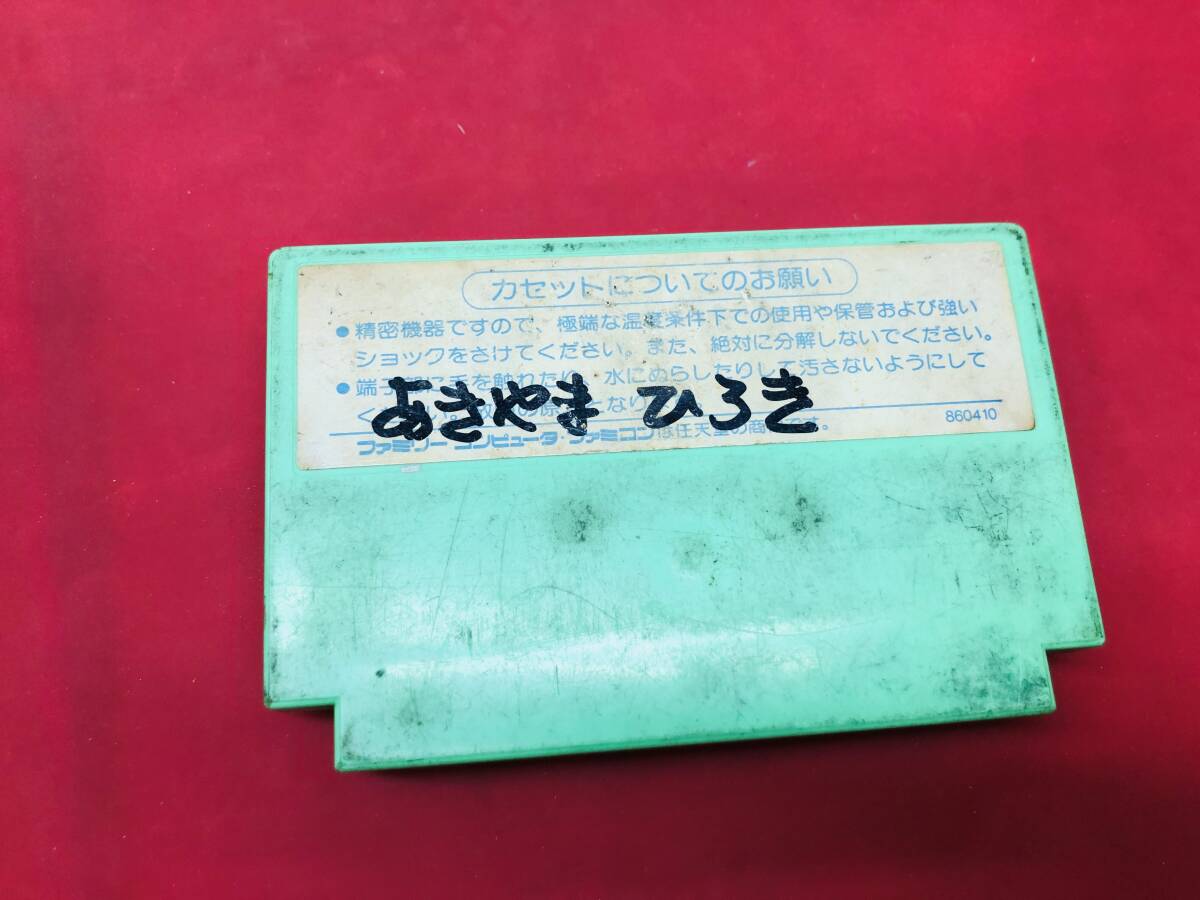 カセットについてのお願い
●精密機器ですので、極端な温度条件下での使用や保管および強い
ショックをさけてください。また、絶対に分解しないでください。
●端子部に手を触れたり、水にぬらしたりして汚さないようにして
あきやま ひろき
860410
ファミリーコンピュータ・ファミコンは任天堂の商標です。